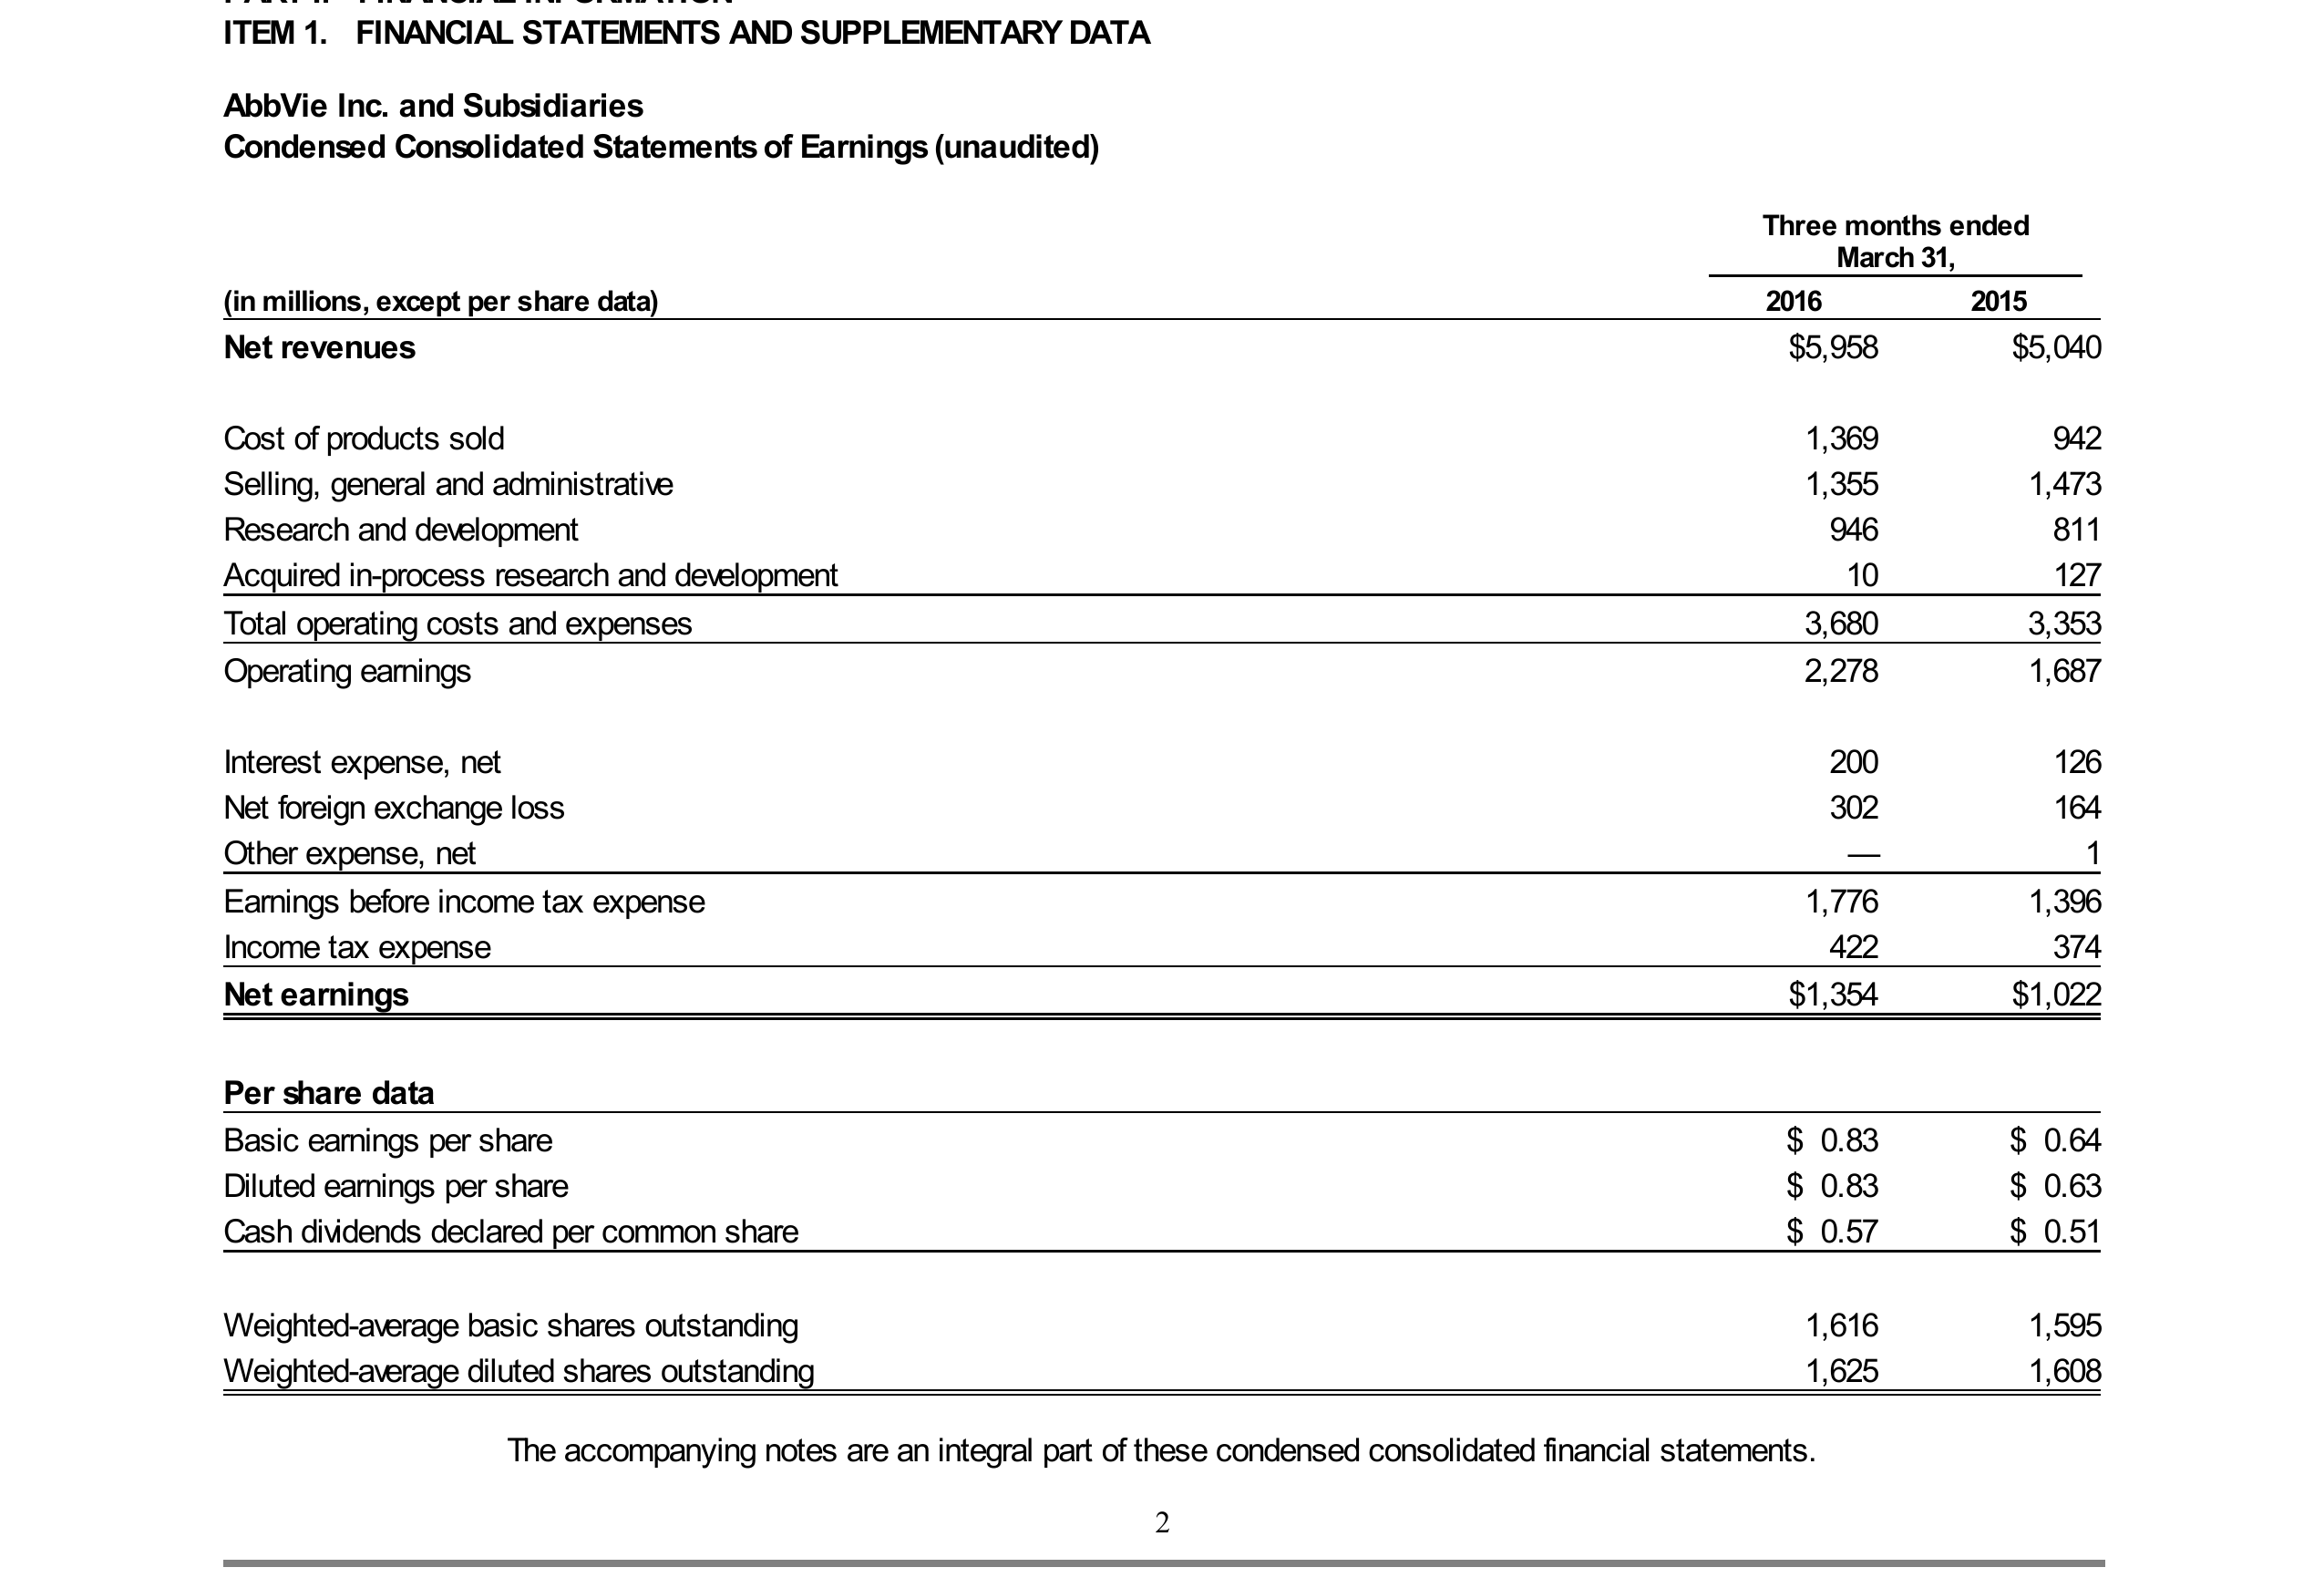 PART I. FINANCIAL INFORMATION
ITEM 1. FINANCIAL STATEMENTS AND SUPPLEMENTARY DATA
AbbVie Inc. and Subsidiaries
Condensed Consolidated Statements of Earnings (unaudited)
Three months ended
March 31,
(in millions, except per share data) 2016 2015
Net revenues $5,958 $5,040
Cost of products sold 1,369 942
Selling, general and administrative 1,355 1,473
Research and development 946 811
Acquired in-process research and development 10 127
Total operating costs and expenses 3,680 3,353
Operating earnings 2,278 1,687
Interest expense, net 200 126
Net foreign exchange loss 302 164
Other expense, net — 1
Earnings before income tax expense 1,776 1,396
Income tax expense 422 374
Net earnings $1,354 $1,022
Per share data
Basic earnings per share $ 0.83 $ 0.64
Diluted earnings per share $ 0.83 $ 0.63
Cash dividends declared per common share $ 0.57 $ 0.51
Weighted-average basic shares outstanding 1,616 1,595
Weighted-average diluted shares outstanding 1,625 1,608
The accompanying notes are an integral part of these condensed consolidated financial statements.
2